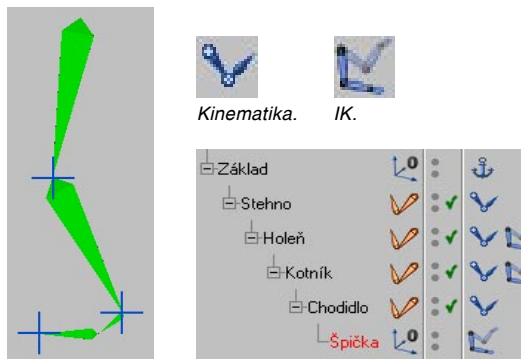 Kinematika.
IK.
Základ
Stehno
Holeň
Kotník
Chodidlo
Špička